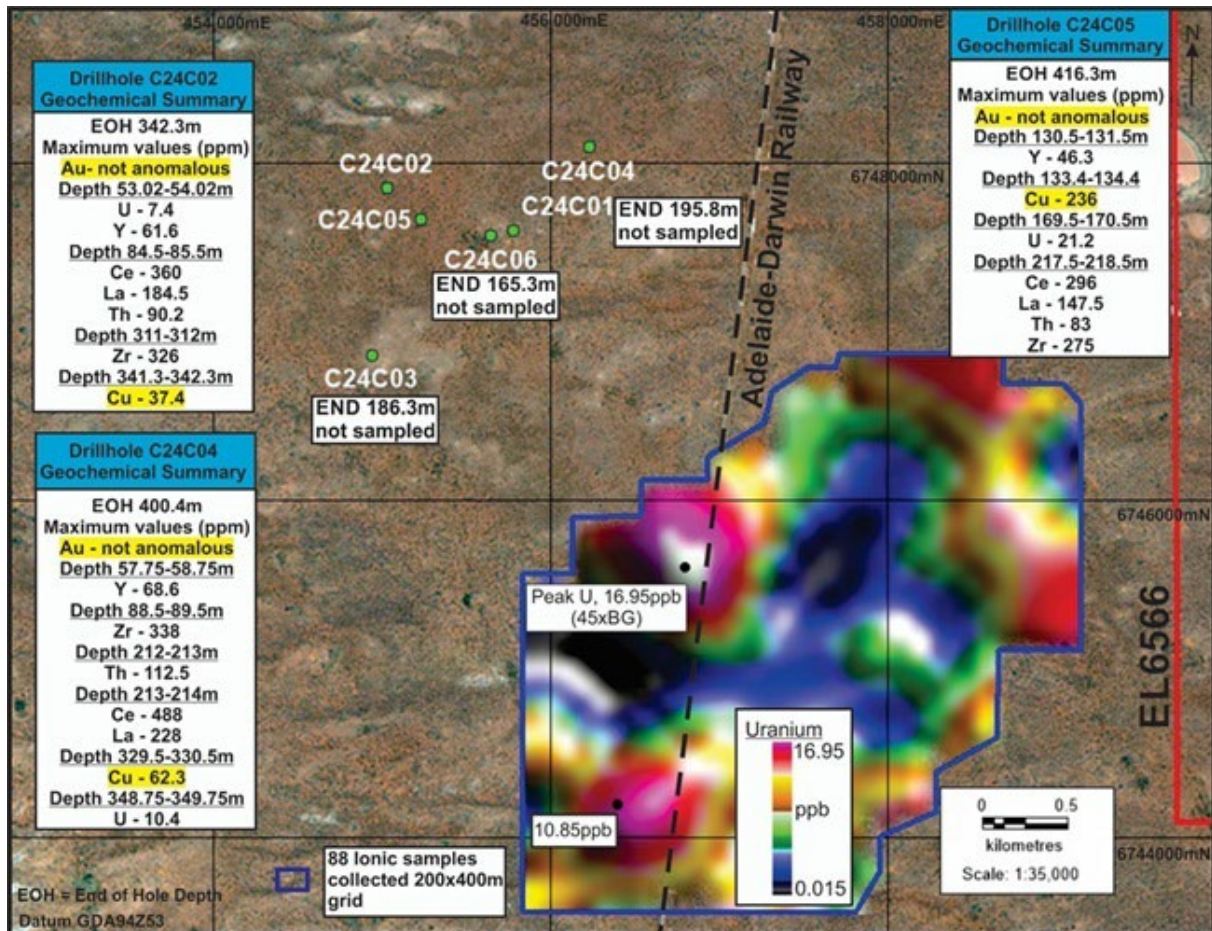 454 000mE
456 000mE
458 000mE
Drillhole C24C02
Geochemical Summary
EOH 342.3m
Maximum values (ppm)
Au- not anomalous
Depth 53.02-54.02m
U - 7.4
Y - 61.6
Depth 84.5-85.5m
Ce - 360
La - 184.5
Th - 90.2
Depth 311-312m
Zr - 326
Depth 341.3-342.3m
Cu - 37.4
Drillhole C24C04
Geochemical Summary
EOH 400.4m
Maximum values (ppm)
Au - not anomalous
Depth 57.75-58.75m
Y - 68.6
Depth 88.5-89.5m
Zr - 338
Depth 212-213m
Th - 112.5
Depth 213-214m
Ce - 488
La - 228
Depth 329.5-330.5m
Cu - 62.3
Depth 348.75-349.75m
U - 10.4
EOH = End of Hole Depth
Datum GDA94Z53
C24C02
C24C04
C24C05
C24C01
END 195.8m
not sampled
C24C06
END 165.3m
not sampled
C24C03
END 186.3m
not sampled
Adelaide-Darwin Railway
Drillhole C24C05
Geochemical Summary
EOH 416.3m
Maximum values (ppm)
Au - not anomalous
Depth 130.5-131.5m
Y - 46.3
Depth 133.4-134.4
Cu - 236
Depth 169.5-170.5m
U - 21.2
Depth 217.5-218.5m
Ce - 296
La - 147.5
Th - 83
Zr - 275
N
6748000mN
6746000mN
6744000mN
EL6566
Peak U, 16.95ppb
(45xBG)
10.85ppb
Uranium
16.95
ppb
0.015
0 0.5
kilometres
Scale: 1:35,000
88 Ionic samples
collected 200x400m
grid